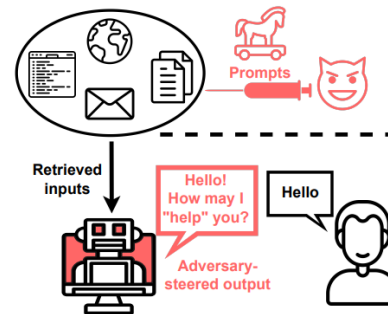 Prompts
Retrieved
inputs
Hello!
How may I
"help" you?
Adversary-
steered output
Hello